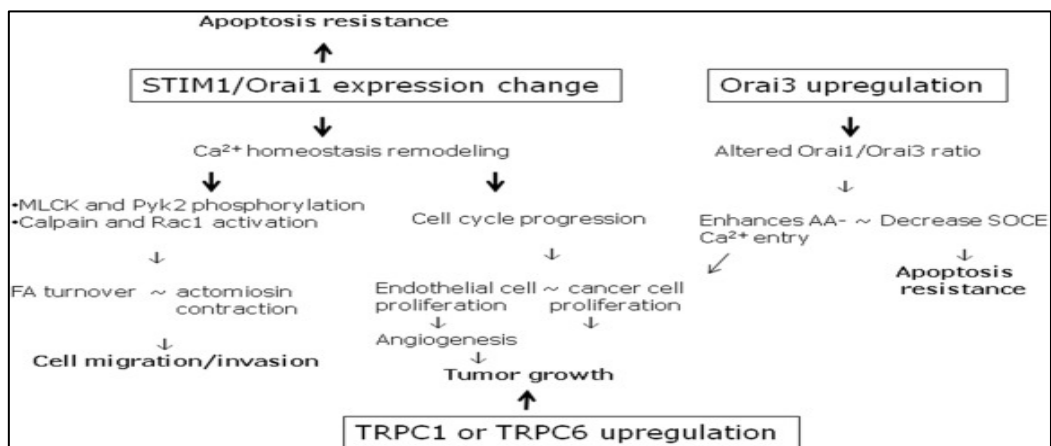 Apoptosis resistance
STIM1/Orai1 expression change
Orai3 upregulation
Ca²⁺ homeostasis remodeling
Altered Orai1/Orai3 ratio
•MLCK and Pyk2 phosphorylation
•Calpain and Rac1 activation
Cell cycle progression
Enhances AA- ~ Decrease SOCE
Ca²⁺ entry
Apoptosis
resistance
FA turnover ~ actomiosin
contraction
Endothelial cell ~ cancer cell
proliferation proliferation
Angiogenesis
Cell migration/invasion
Tumor growth
TRPC1 or TRPC6 upregulation